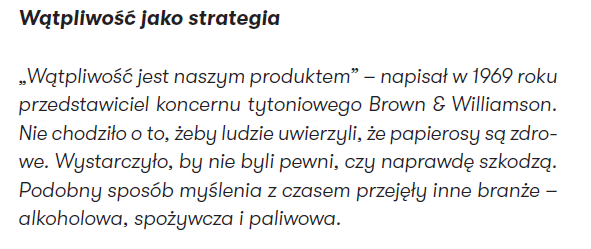 Wątpliwość jako strategia
„Wątpliwość jest naszym produktem” – napisał w 1969 roku
przedstawiciel koncernu tytoniowego Brown & Williamson.
Nie chodziło o to, żeby ludzie uwierzyli, że papierosy są zdro-
we. Wystarczyło, by nie byli pewni, czy naprawdę szkodzą.
Podobny sposób myślenia z czasem przejęły inne branże –
alkoholowa, spożywcza i paliwowa.